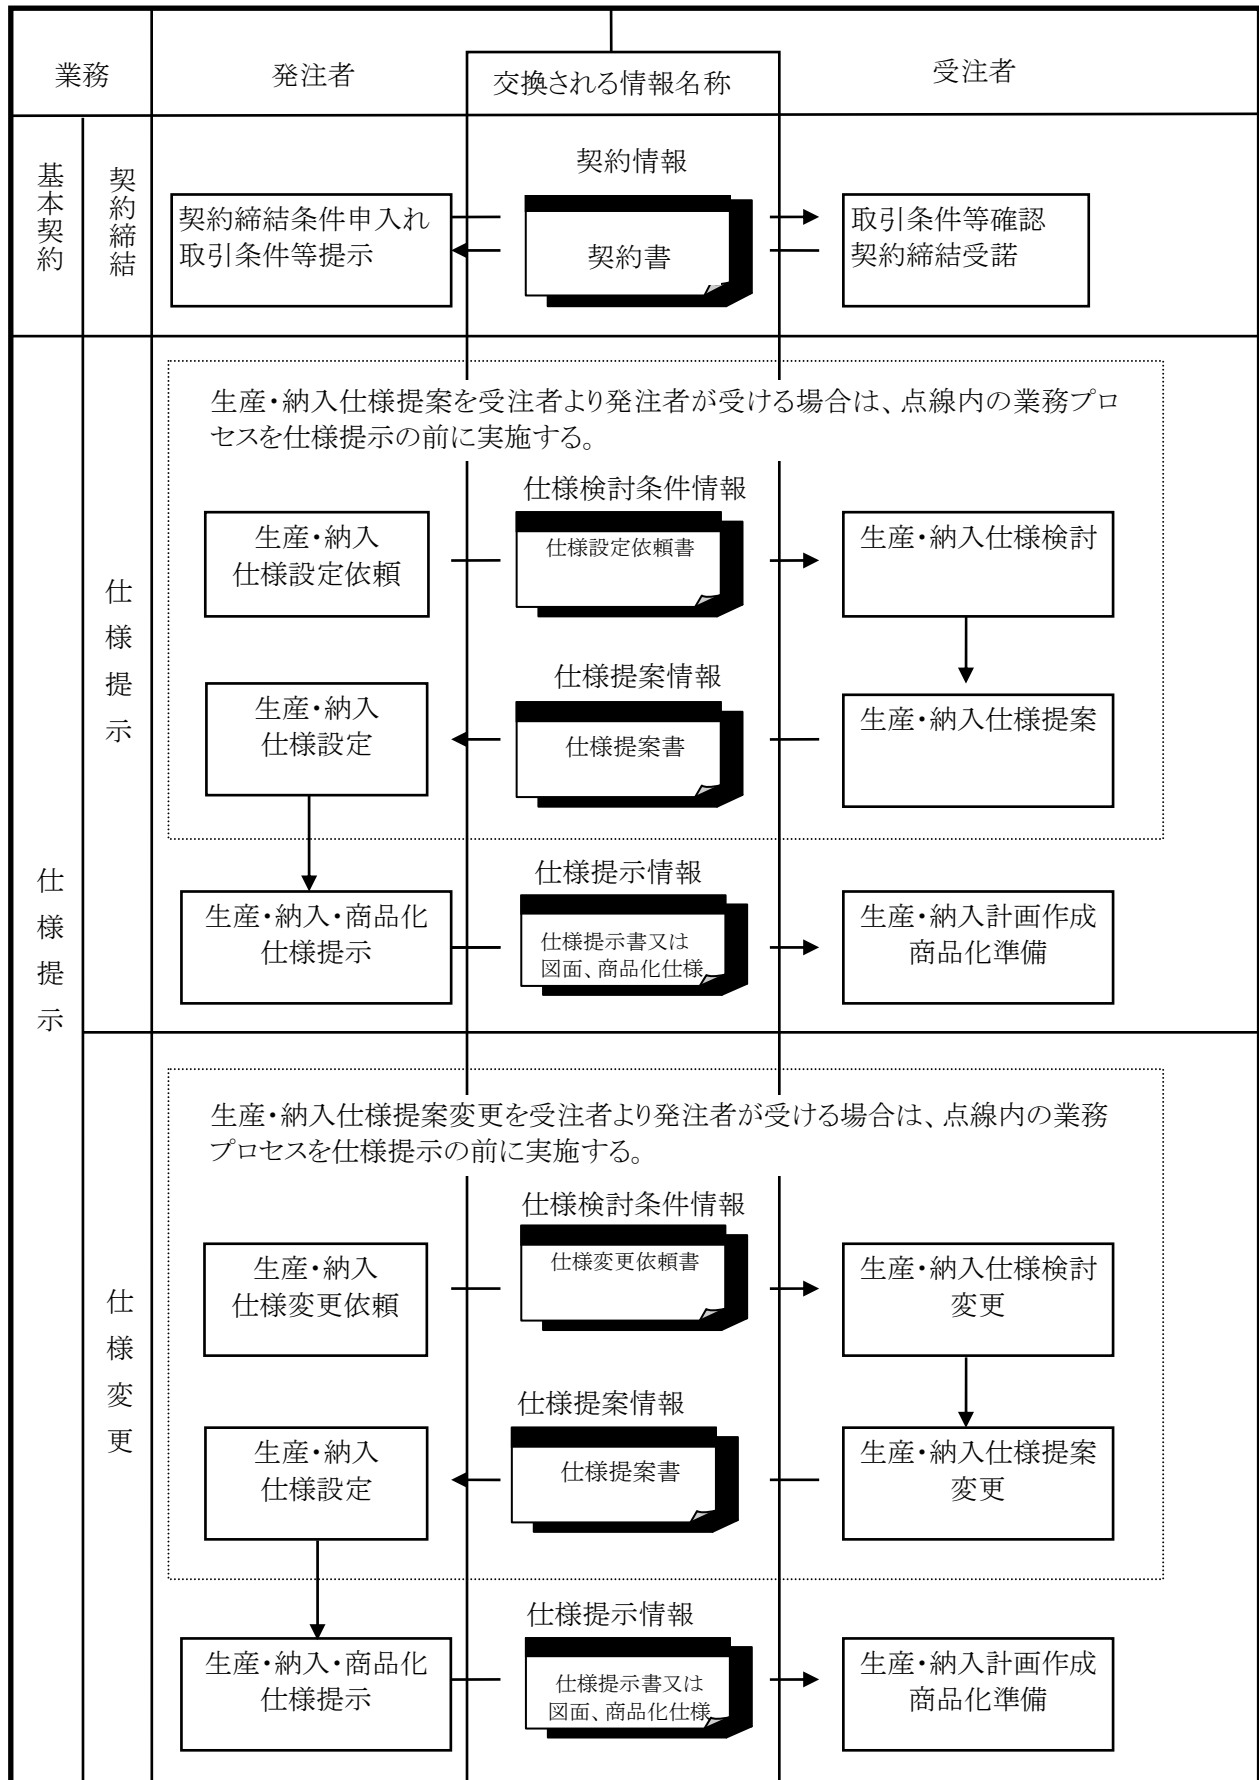 業務
発注者
交換される情報名称
受注者
基本契約
契約締結
契約情報
契約締結条件申入れ
取引条件等提示
契約書
取引条件等確認
契約締結受諾
仕様提示
仕様提示
生産・納入仕様提案を受注者より発注者が受ける場合は、点線内の業務プロ
セスを仕様提示の前に実施する。
仕様検討条件情報
生産・納入
仕様設定依頼
仕様設定依頼書
生産・納入仕様検討
仕様提案情報
生産・納入
仕様設定
仕様提案書
生産・納入仕様提案
仕様提示情報
生産・納入・商品化
仕様提示
仕様提示書又は
図面、商品化仕様
生産・納入計画作成
商品化準備
仕様変更
生産・納入仕様提案変更を受注者より発注者が受ける場合は、点線内の業務
プロセスを仕様提示の前に実施する。
仕様検討条件情報
生産・納入
仕様変更依頼
仕様変更依頼書
生産・納入仕様検討
変更
仕様提案情報
生産・納入
仕様設定
仕様提案書
生産・納入仕様提案
変更
仕様提示情報
生産・納入・商品化
仕様提示
仕様提示書又は
図面、商品化仕様
生産・納入計画作成
商品化準備